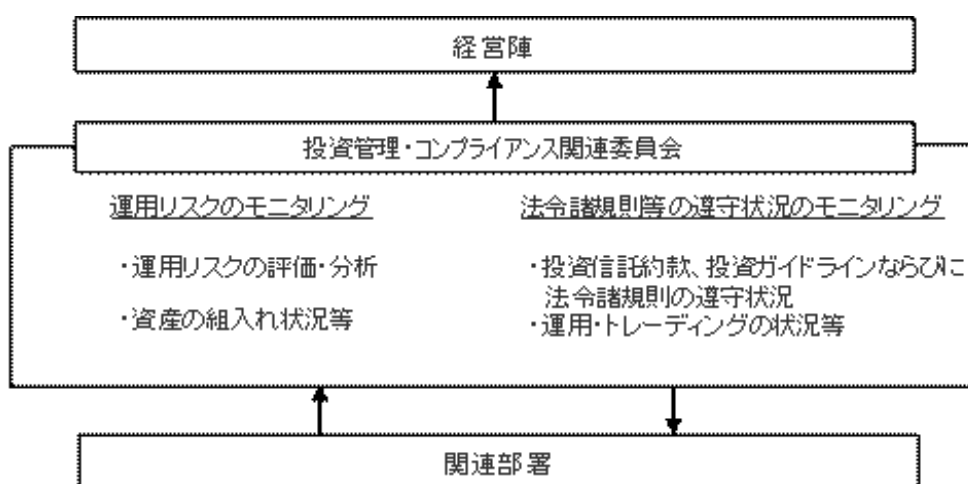 経営陣
投資管理・コンプライアンス関連委員会
運用リスクのモニタリング
・運用リスクの評価・分析
・資産の組入れ状況等
法令諸規則等の遵守状況のモニタリング
・投資信託約款、投資ガイドラインならびに
法令諸規則の遵守状況
・運用・トレーディングの状況等
関連部署